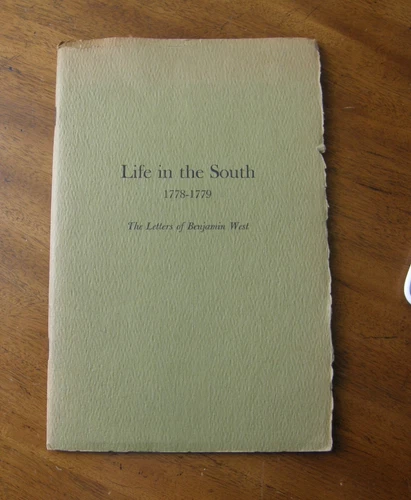 Life in the South
1778-1779
The Letters of Benjamin West